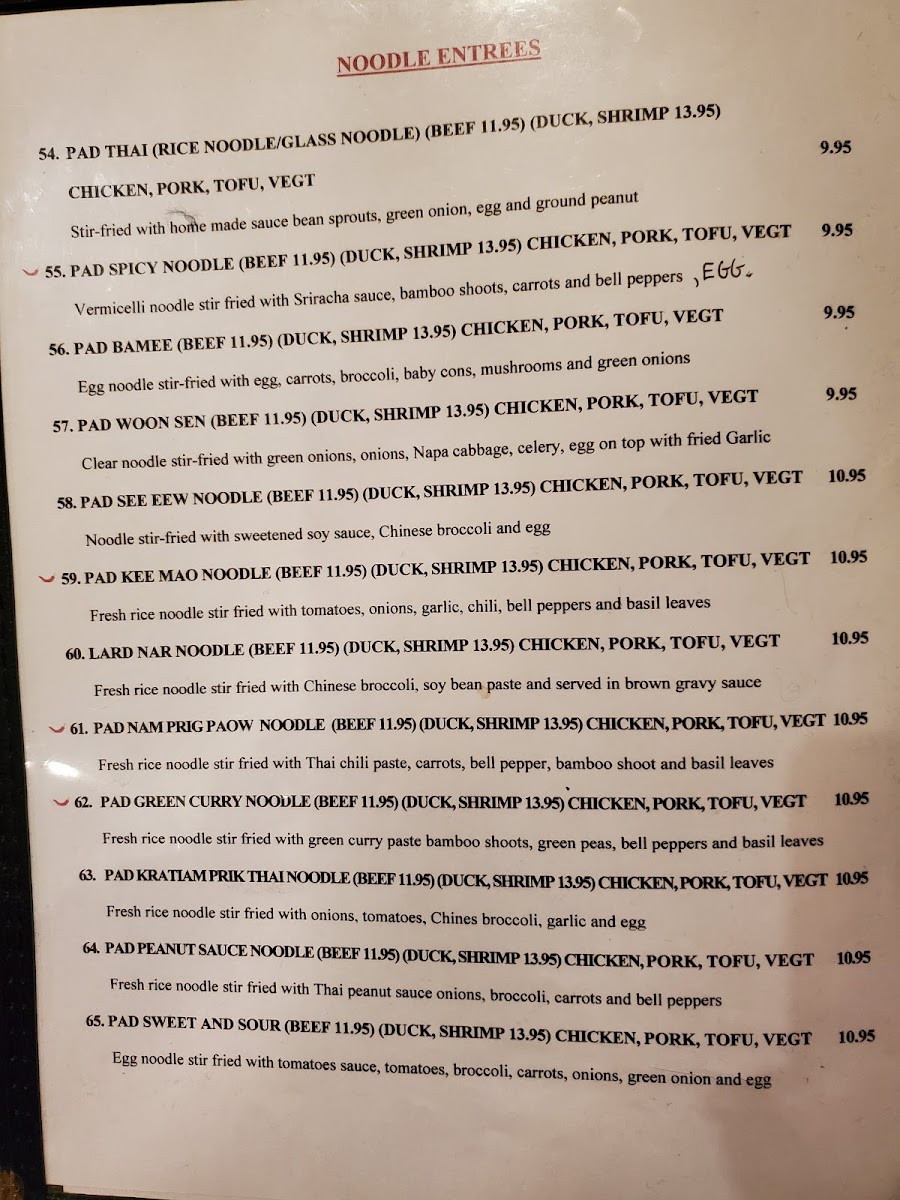 NOODLE ENTREES
54. PAD THAI (RICE NOODLE/GLASS NOODLE) (BEEF 11.95) (DUCK, SHRIMP 13.95)
CHICKEN, PORK, TOFU, VEGT 9.95
Stir-fried with home made sauce bean sprouts, green onion, egg and ground peanut
55. PAD SPICY NOODLE (BEEF 11.95) (DUCK, SHRIMP 13.95) CHICKEN, PORK, TOFU, VEGT 9.95
Vermicelli noodle stir fried with Sriracha sauce, bamboo shoots, carrots and bell peppers , EGG.
56. PAD BAMEE (BEEF 11.95) (DUCK, SHRIMP 13.95) CHICKEN, PORK, TOFU, VEGT 9.95
Egg noodle stir-fried with egg, carrots, broccoli, baby cons, mushrooms and green onions
57. PAD WOON SEN (BEEF 11.95) (DUCK, SHRIMP 13.95) CHICKEN, PORK, TOFU, VEGT 9.95
Clear noodle stir-fried with green onions, onions, Napa cabbage, celery, egg on top with fried Garlic
58. PAD SEE EEW NOODLE (BEEF 11.95) (DUCK, SHRIMP 13.95) CHICKEN, PORK, TOFU, VEGT 10.95
Noodle stir-fried with sweetened soy sauce, Chinese broccoli and egg
59. PAD KEE MAO NOODLE (BEEF 11.95) (DUCK, SHRIMP 13.95) CHICKEN, PORK, TOFU, VEGT 10.95
Fresh rice noodle stir fried with tomatoes, onions, garlic, chili, bell peppers and basil leaves
60. LARD NAR NOODLE (BEEF 11.95) (DUCK, SHRIMP 13.95) CHICKEN, PORK, TOFU, VEGT 10.95
Fresh rice noodle stir fried with Chinese broccoli, soy bean paste and served in brown gravy sauce
61. PAD NAM PRIG PAOW NOODLE (BEEF 11.95) (DUCK, SHRIMP 13.95) CHICKEN, PORK, TOFU, VEGT 10.95
Fresh rice noodle stir fried with Thai chili paste, carrots, bell pepper, bamboo shoot and basil leaves
62. PAD GREEN CURRY NOODLE (BEEF 11.95) (DUCK, SHRIMP 13.95) CHICKEN, PORK, TOFU, VEGT 10.95
Fresh rice noodle stir fried with green curry paste bamboo shoots, green peas, bell peppers and basil leaves
63. PAD KRATIAM PRIK THAI NOODLE (BEEF 11.95) (DUCK, SHRIMP 13.95) CHICKEN, PORK, TOFU, VEGT 10.95
Fresh rice noodle stir fried with onions, tomatoes, Chines broccoli, garlic and egg
64. PAD PEANUT SAUCE NOODLE (BEEF 11.95) (DUCK, SHRIMP 13.95) CHICKEN, PORK, TOFU, VEGT 10.95
Fresh rice noodle stir fried with Thai peanut sauce onions, broccoli, carrots and bell peppers
65. PAD SWEET AND SOUR (BEEF 11.95) (DUCK, SHRIMP 13.95) CHICKEN, PORK, TOFU, VEGT 10.95
Egg noodle stir fried with tomatoes sauce, tomatoes, broccoli, carrots, onions, green onion and egg